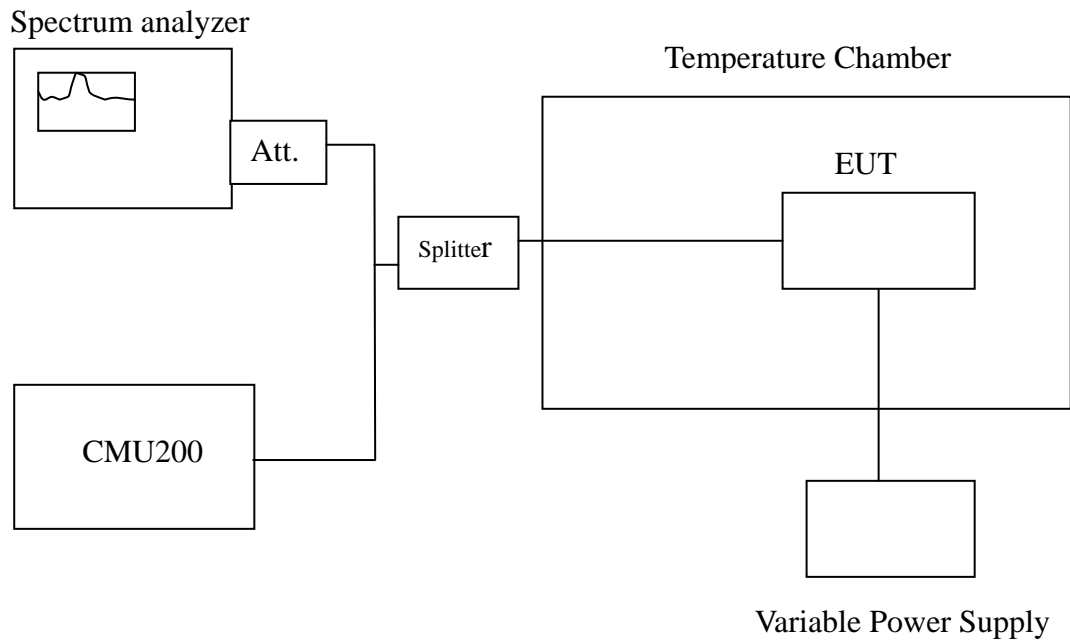 Spectrum analyzer
Temperature Chamber
Att.
EUT
Splitter
CMU200
Variable Power Supply